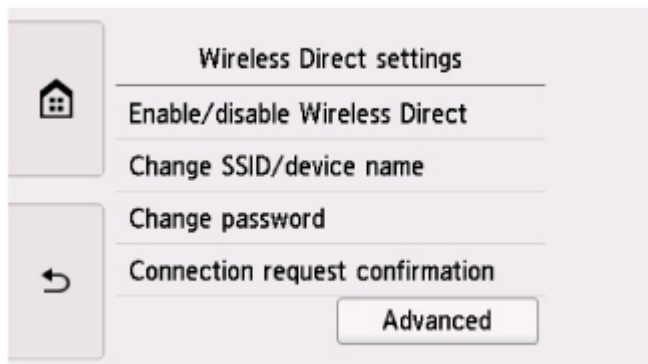 Wireless Direct settings
Enable/disable Wireless Direct
Change SSID/device name
Change password
Connection request confirmation
Advanced